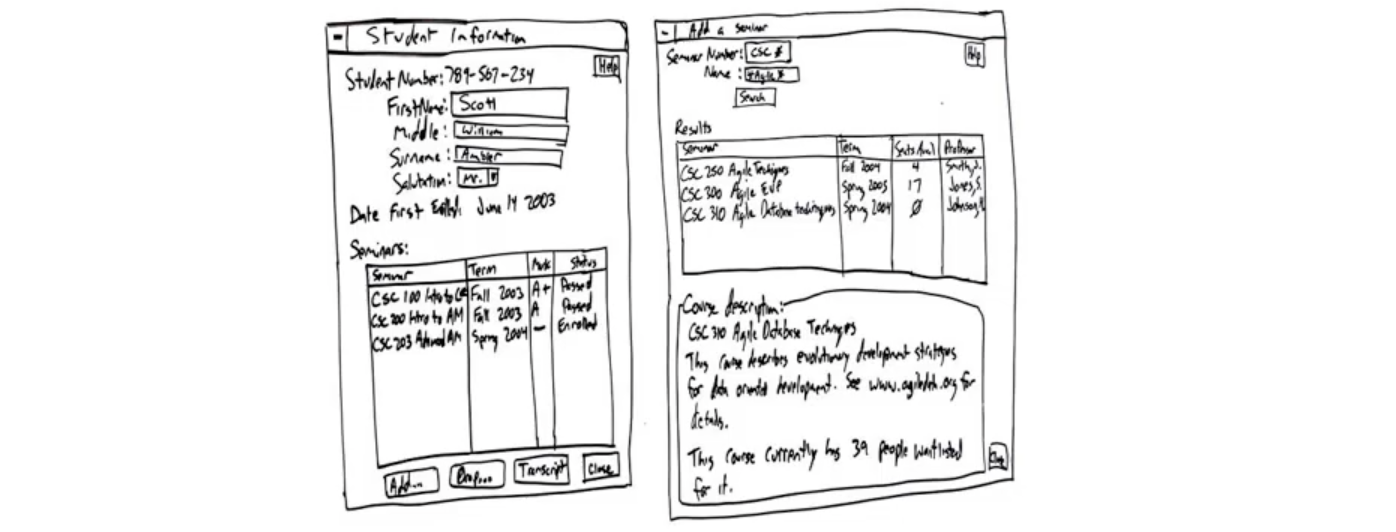 Student Information
Help
Student Number: 789-567-234
First Name: Scott
Middle: William
Surname: Ambler
Salutation: Mr.
Date First June 14 2003
Seminars:
Seminar Term Mark Status
CSC 100 Intro to Fall 2003 A+ Passed
CSC 200 Intro to AM Fall 2003 A Passed
CSC 203 Advanced AM Spring 2004 - Enrolled
Add... Drop... Transcript Close
Add a seminar
Seminar Number: CSC *
Help
Name: *Agile*
Search
Results
Seminar Term Seats Avail Professor
CSC 250 Agile Techniques Fall 2004 4 Smith, J.
CSC 300 Agile Spring 2005 17 Jones, S.
CSC 310 Agile Database techniques Spring 2004 0 Johnson,
Course description:
CSC 310 Agile Database Techniques
This course describes evolutionary development strategies
for data oriented development. See www.agiledata.org for
details.
This course currently has 39 people waitlisted
for it.
Close